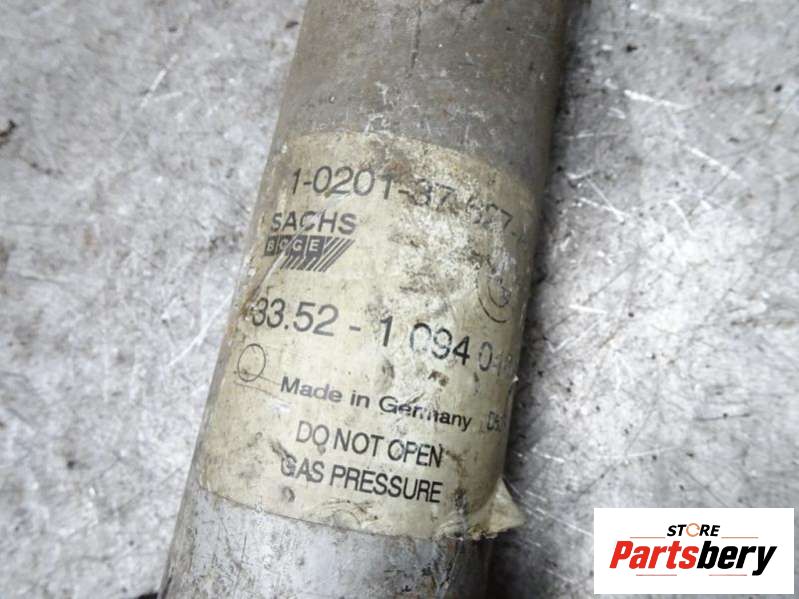 1-0201-37
SACHS
BOGE
33.52 - 1 094
Made in Germany
DO NOT OPEN
GAS PRESSURE
STORE
Partsbery